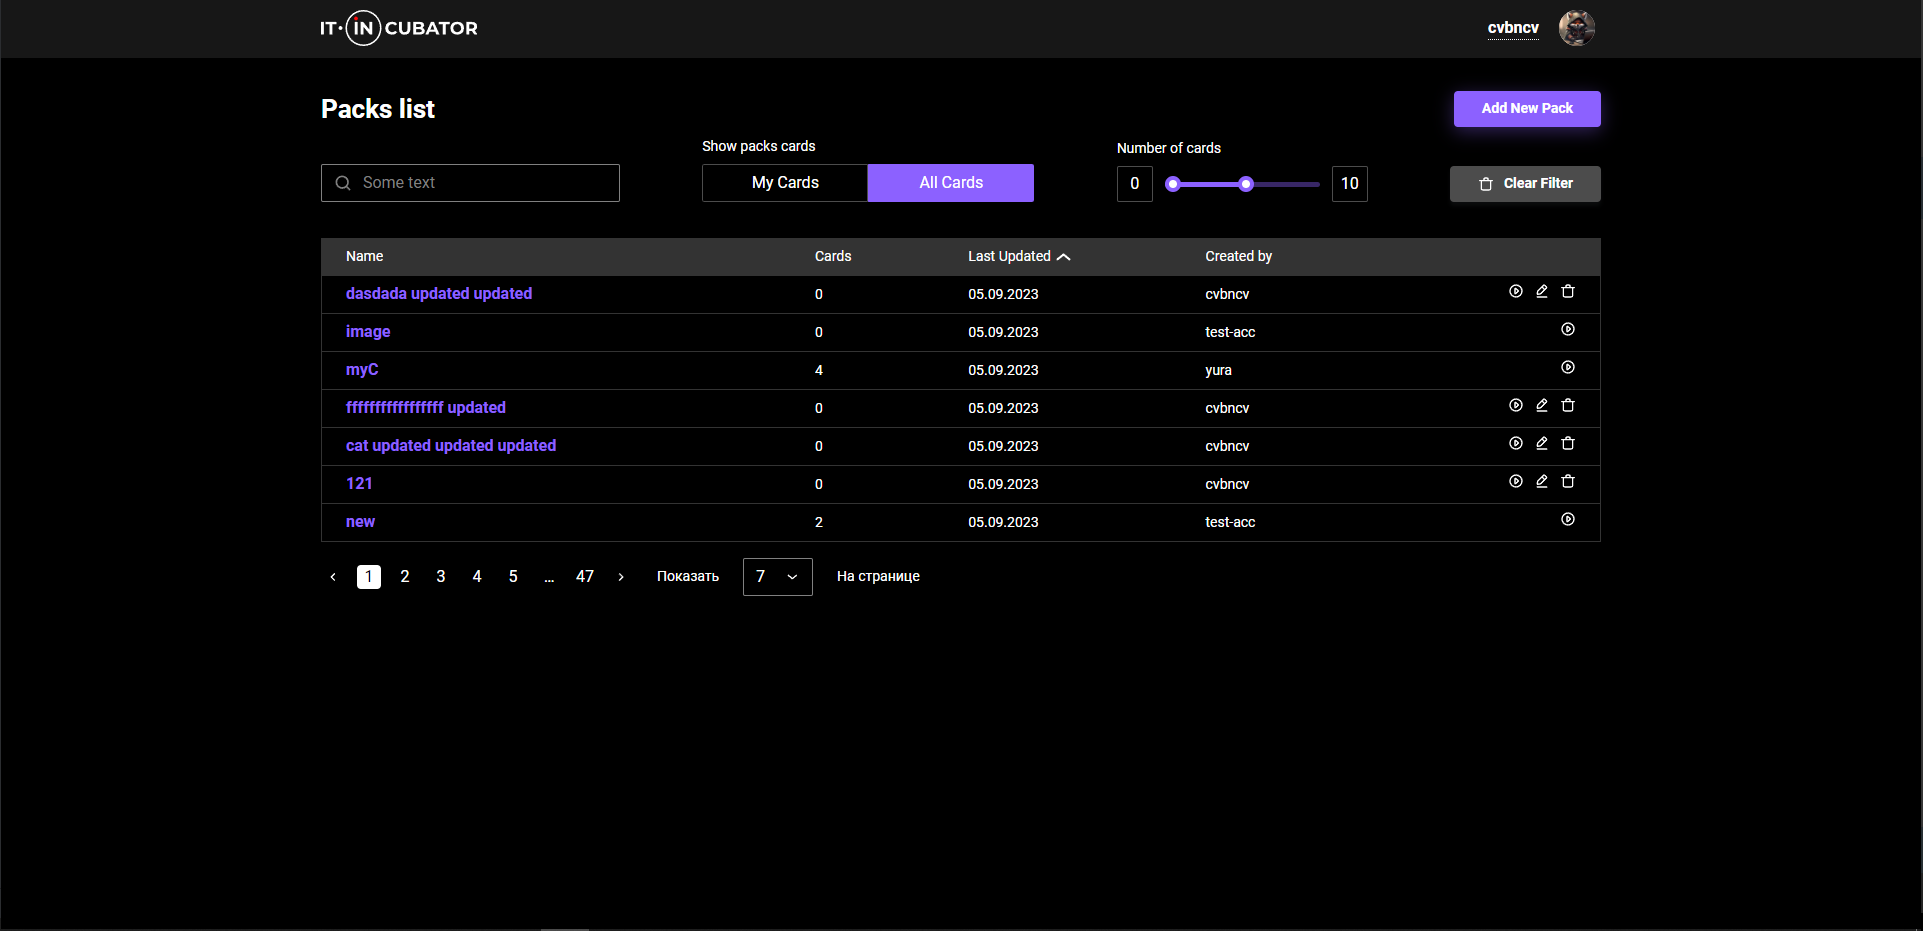 IT·IN CUBATOR
cvbncv
Packs list
Add New Pack
Show packs cards
Number of cards
Some text
My Cards
All Cards
0
10
Clear Filter
Name Cards Last Updated Created by
dasdada updated updated 0 05.09.2023 cvbncv
image 0 05.09.2023 test-acc
myC 4 05.09.2023 yura
fffffffffffffffff updated 0 05.09.2023 cvbncv
cat updated updated updated 0 05.09.2023 cvbncv
121 0 05.09.2023 cvbncv
new 2 05.09.2023 test-acc
1 2 3 4 5 ... 47 Показать 7 На странице